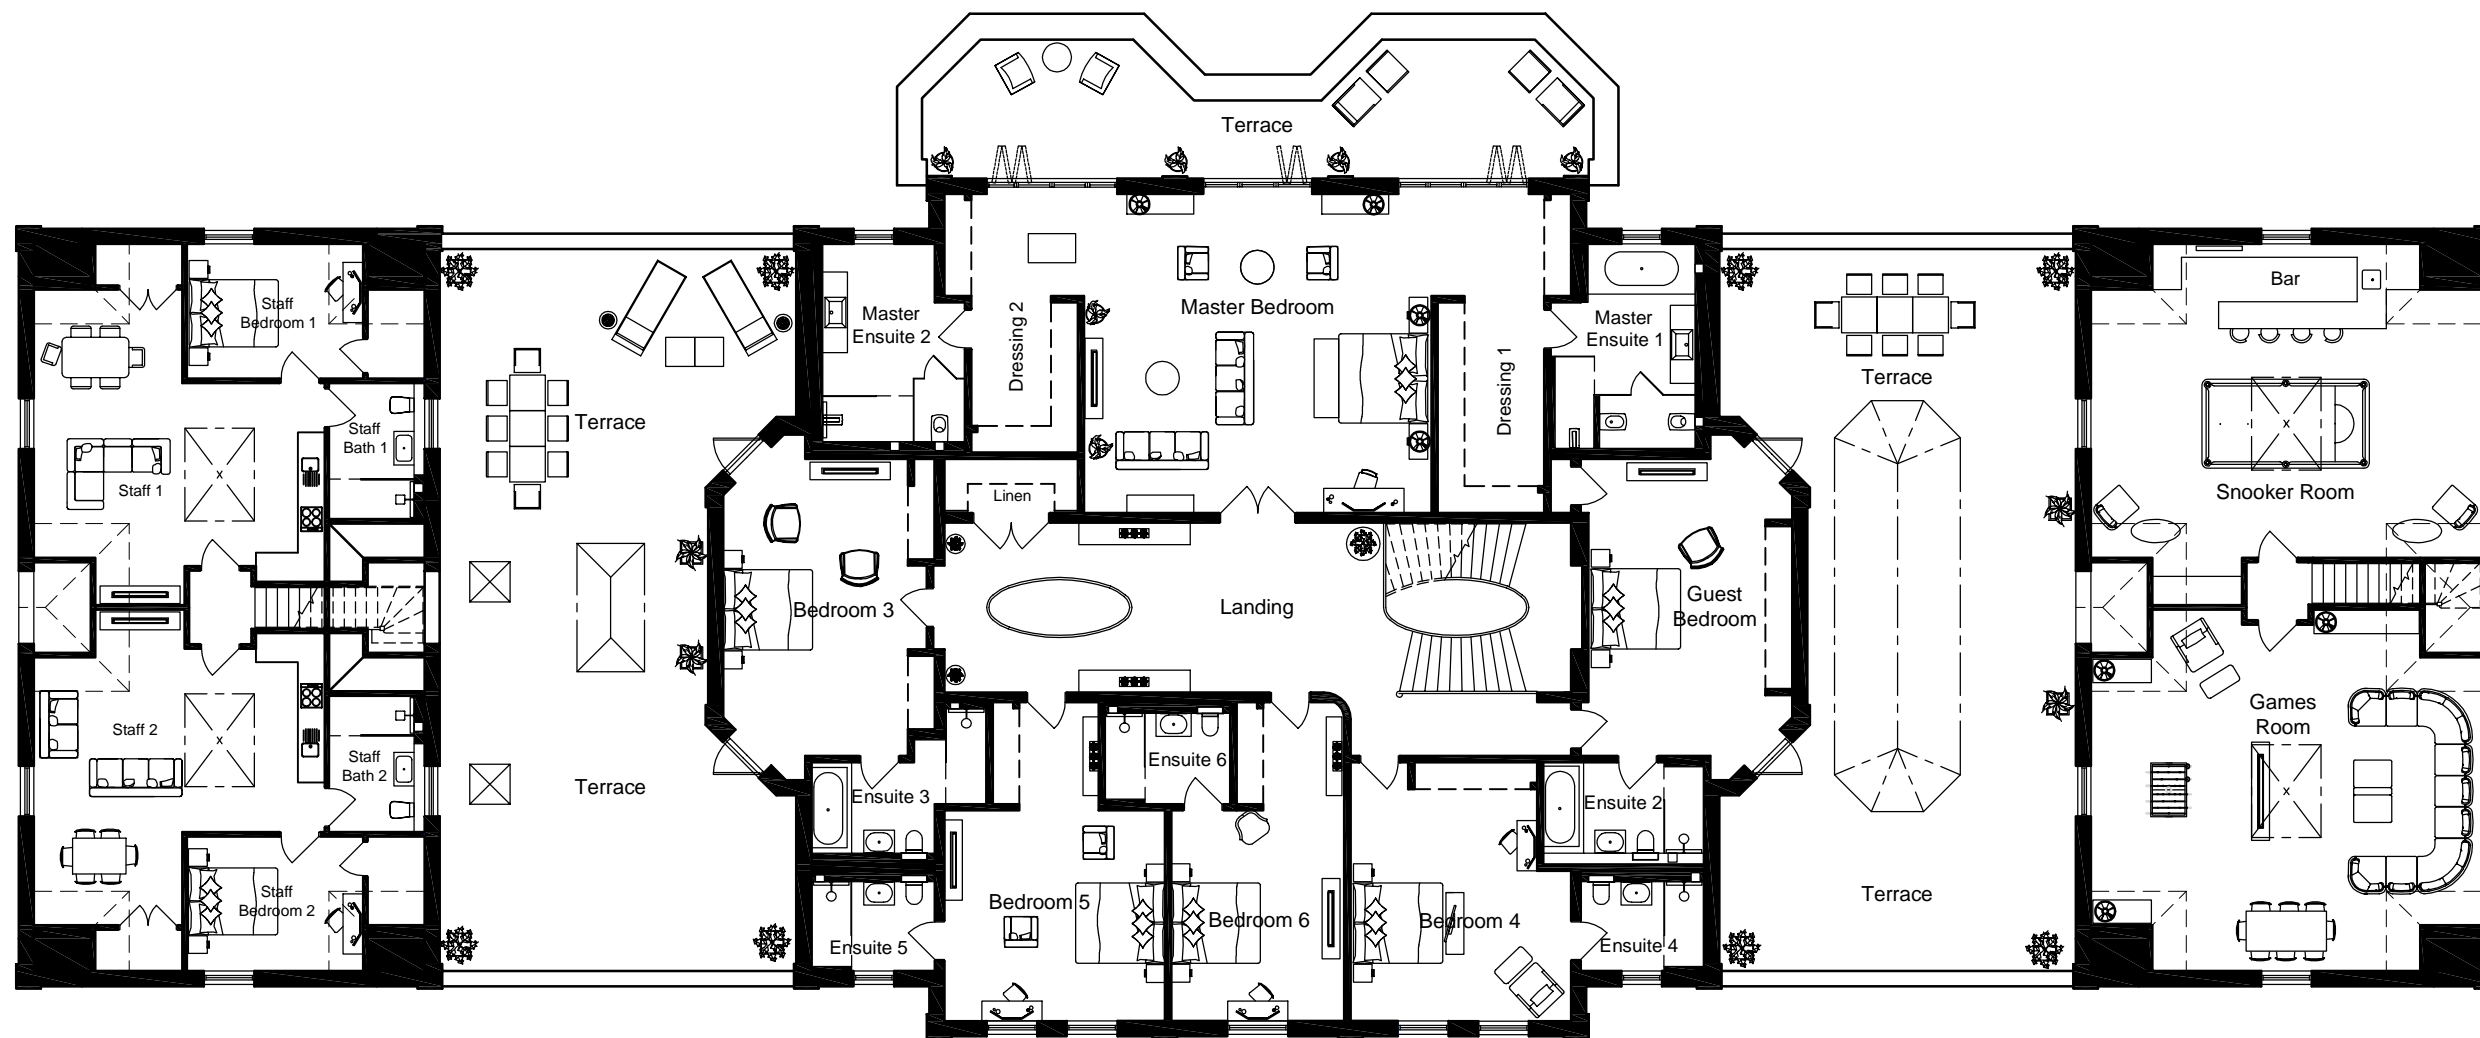 Terrace
Staff
Bedroom 1
Master
Ensuite 2
Dressing 2
Master Bedroom
Dressing 1
Master
Ensuite 1
Terrace
Bar
Staff
Bath 1
Terrace
Staff 1
Linen
Snooker Room
Bedroom 3
Landing
Guest
Bedroom
Staff 2
Staff
Bath 2
Terrace
Ensuite 3
Ensuite 6
Ensuite 2
Games
Room
Staff
Bedroom 2
Ensuite 5
Bedroom 5
Bedroom 6
Bedroom 4
Ensuite 4
Terrace